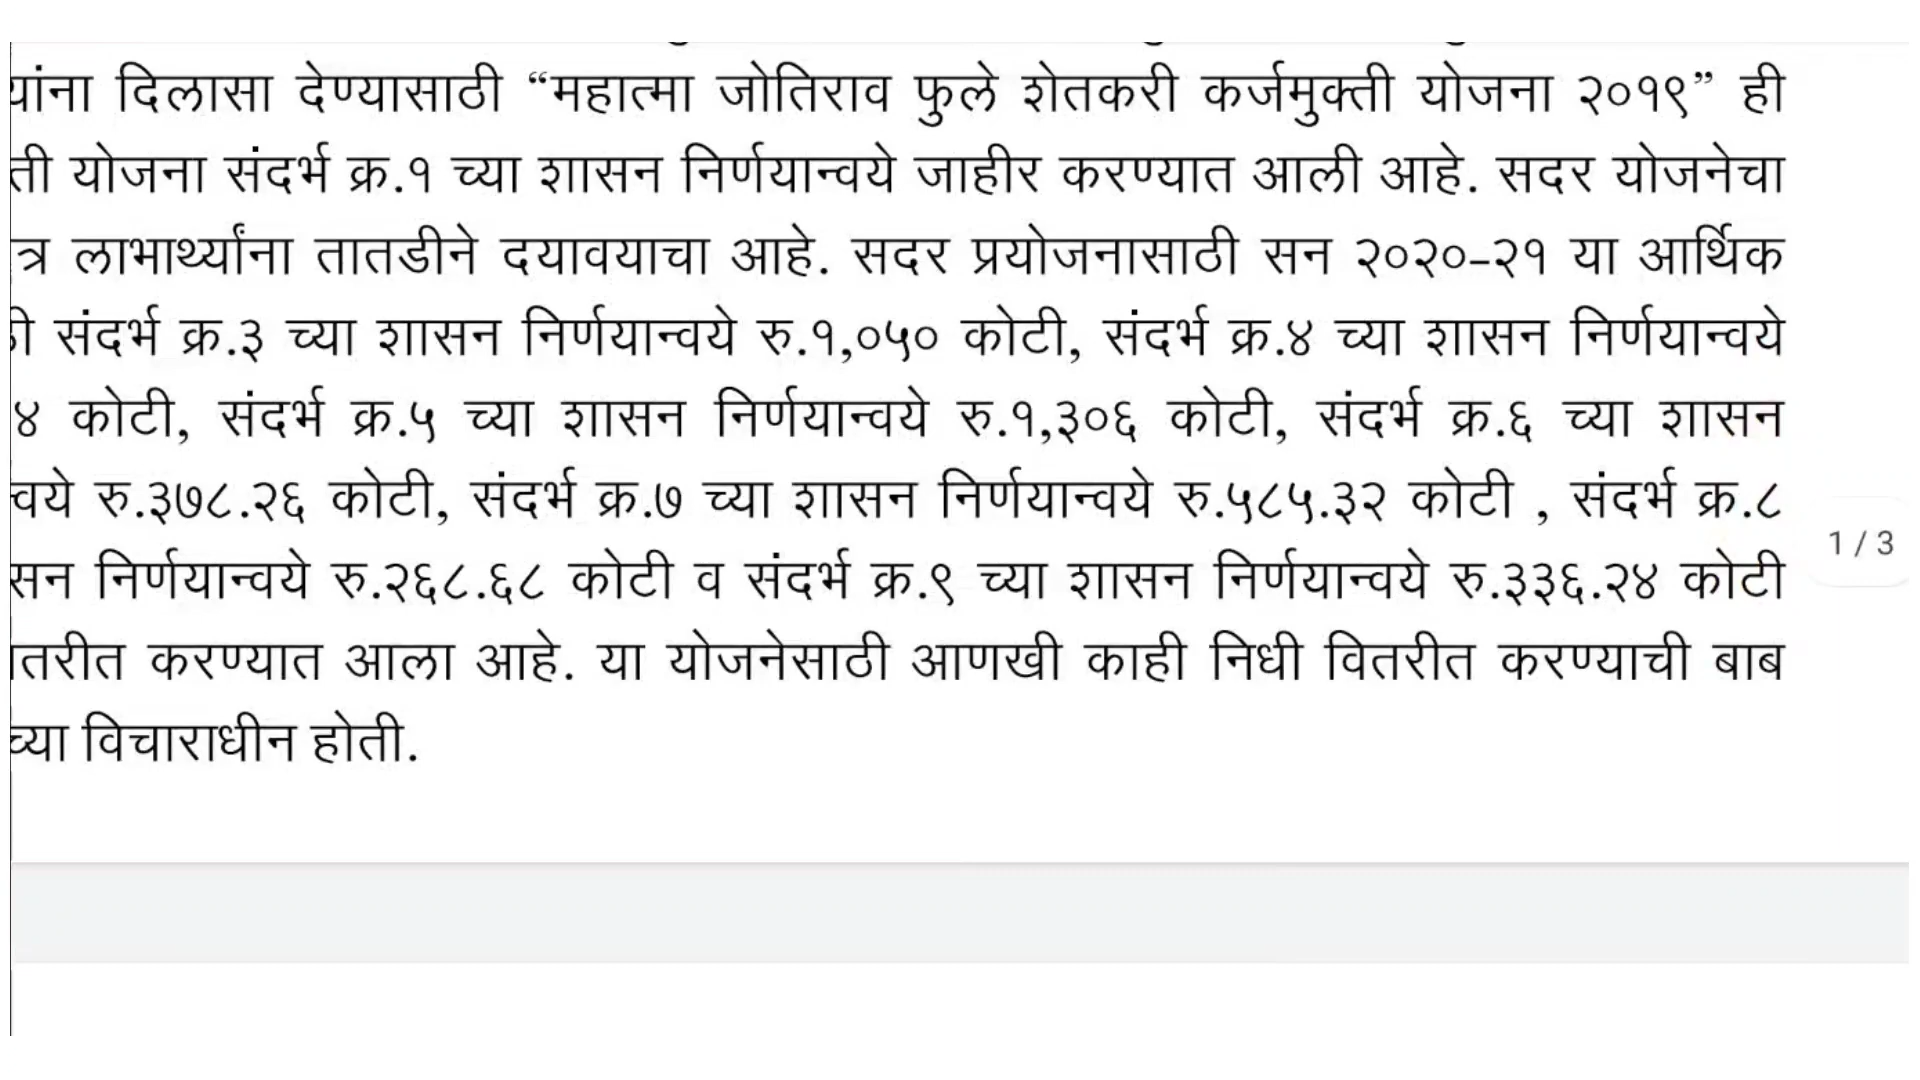 यांना दिलासा देण्यासाठी “महात्मा जोतिराव फुले शेतकरी कर्जमुक्ती योजना २०१९” ही
ती योजना संदर्भ क्र.१ च्या शासन निर्णयान्वये जाहीर करण्यात आली आहे. सदर योजनेचा
त्र लाभार्थ्यांना तातडीने दयावयाचा आहे. सदर प्रयोजनासाठी सन २०२०-२१ या आर्थिक
संदर्भ क्र.३ च्या शासन निर्णयान्वये रु.१,०५० कोटी, संदर्भ क्र.४ च्या शासन निर्णयान्वये
४ कोटी, संदर्भ क्र.५ च्या शासन निर्णयान्वये रु.१,३०६ कोटी, संदर्भ क्र.६ च्या शासन
वये रु.३७८.२६ कोटी, संदर्भ क्र.७ च्या शासन निर्णयान्वये रु.५८५.३२ कोटी , संदर्भ क्र.८
सन निर्णयान्वये रु.२६८.६८ कोटी व संदर्भ क्र.९ च्या शासन निर्णयान्वये रु.३३६.२४ कोटी
तरीत करण्यात आला आहे. या योजनेसाठी आणखी काही निधी वितरीत करण्याची बाब
च्या विचाराधीन होती.
1 / 3